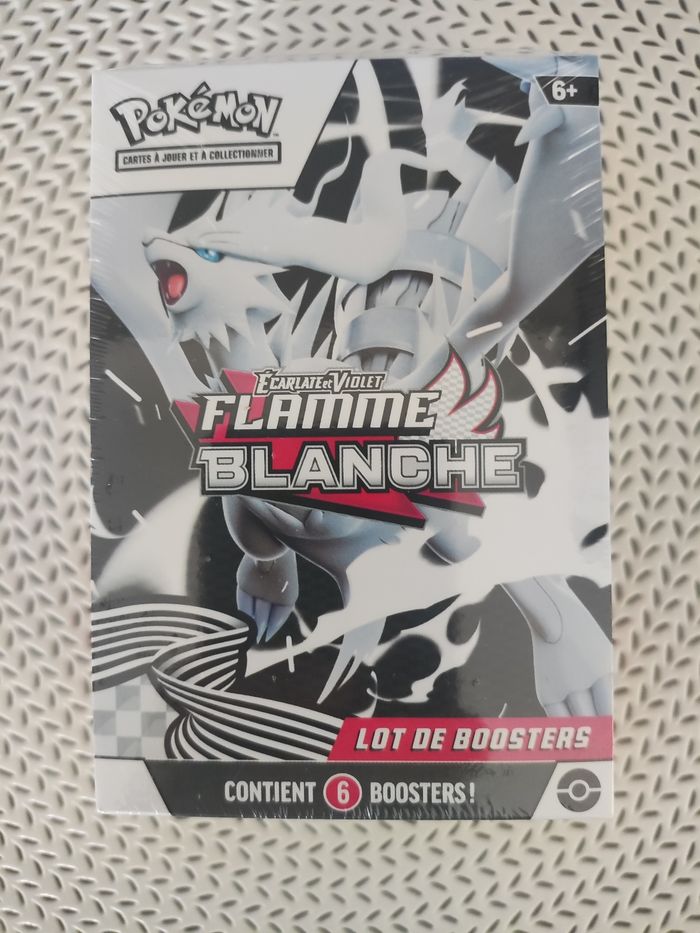 6+
POKÉMON
CARTES À JOUER ET À COLLECTIONNER
ÉCARLATE et VIOLET
FLAMME
BLANCHE
LOT DE BOOSTERS
CONTIENT 6 BOOSTERS !